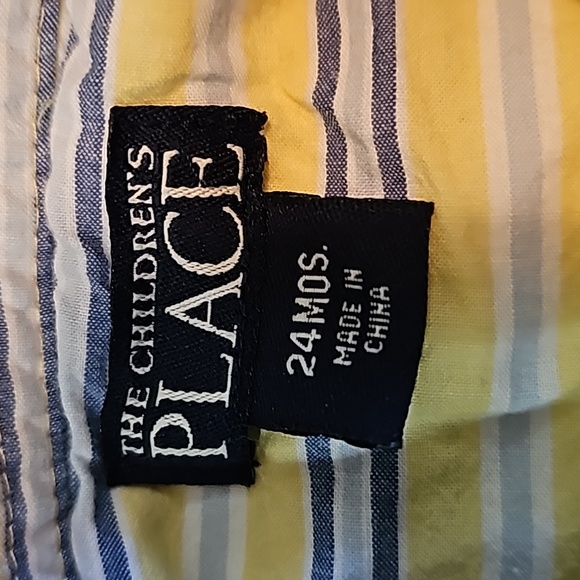 THE CHILDREN'S
PLACE
24MOS.
MADE IN
CHINA